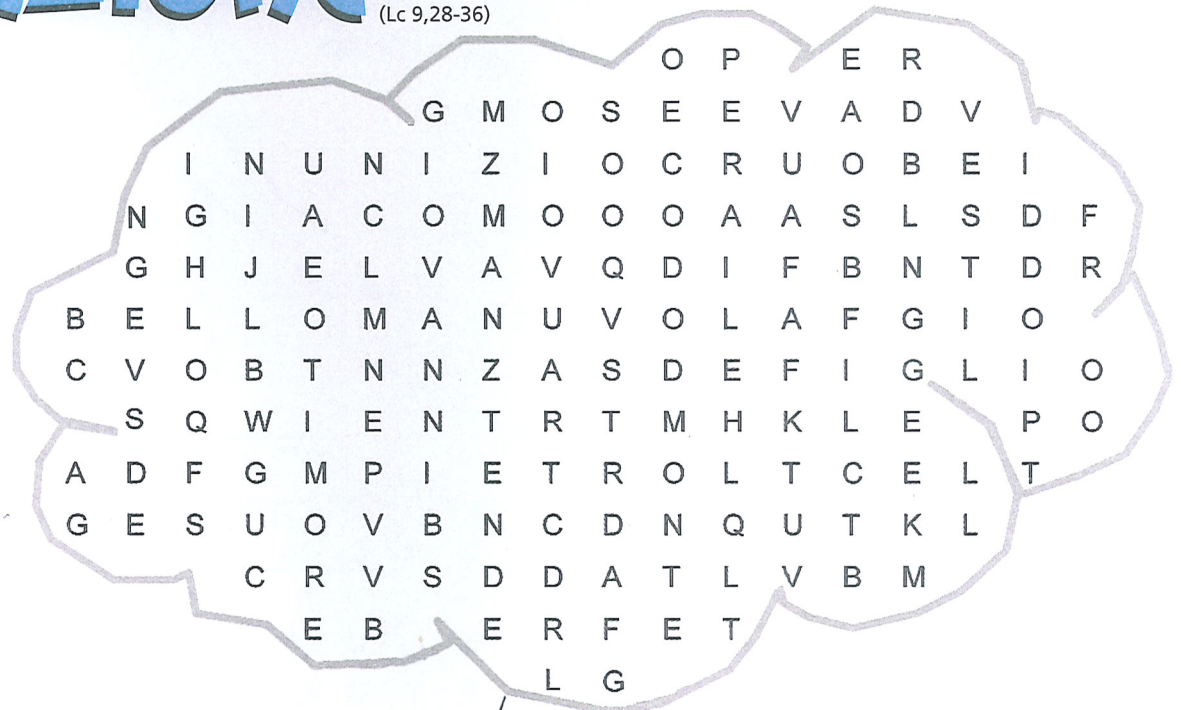 (Lc 9,28-36)
O P E R
G M O S E E V A D V
I N U N I Z I O C R U O B E I
N G I A C O M O O O A A S L S D F
G H J E L V A V Q D I F B N T D R
B E L L O M A N U V O L A F G I O
C V O B T N N Z A S D E F I G L I O
S Q W I E N T R T M H K L E P O
A D F G M P I E T R O L T C E L T
G E S U O V B N C D N Q U T K L
C R V S D D A T L V B M
E B E R F E T
L G